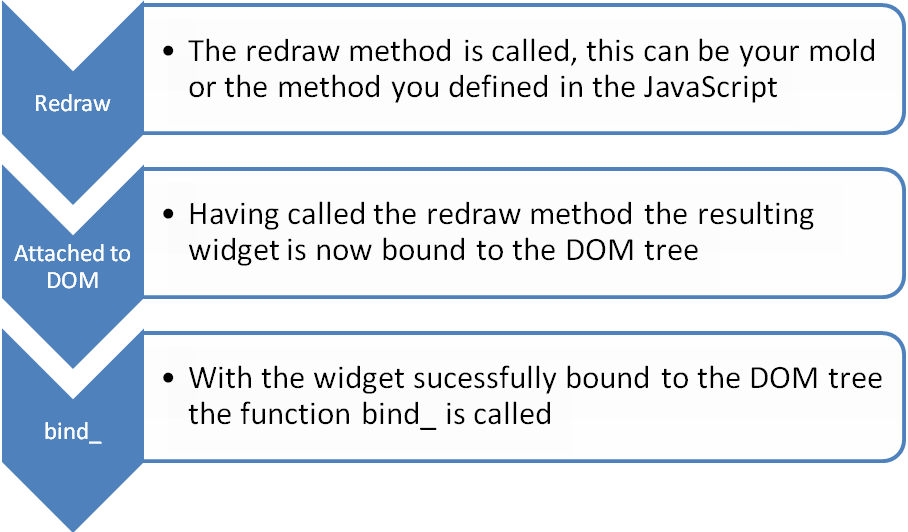 Redraw
• The redraw method is called, this can be your mold
or the method you defined in the JavaScript
Attached to
DOM
• Having called the redraw method the resulting
widget is now bound to the DOM tree
bind_
• With the widget sucessfully bound to the DOM tree
the function bind_ is called